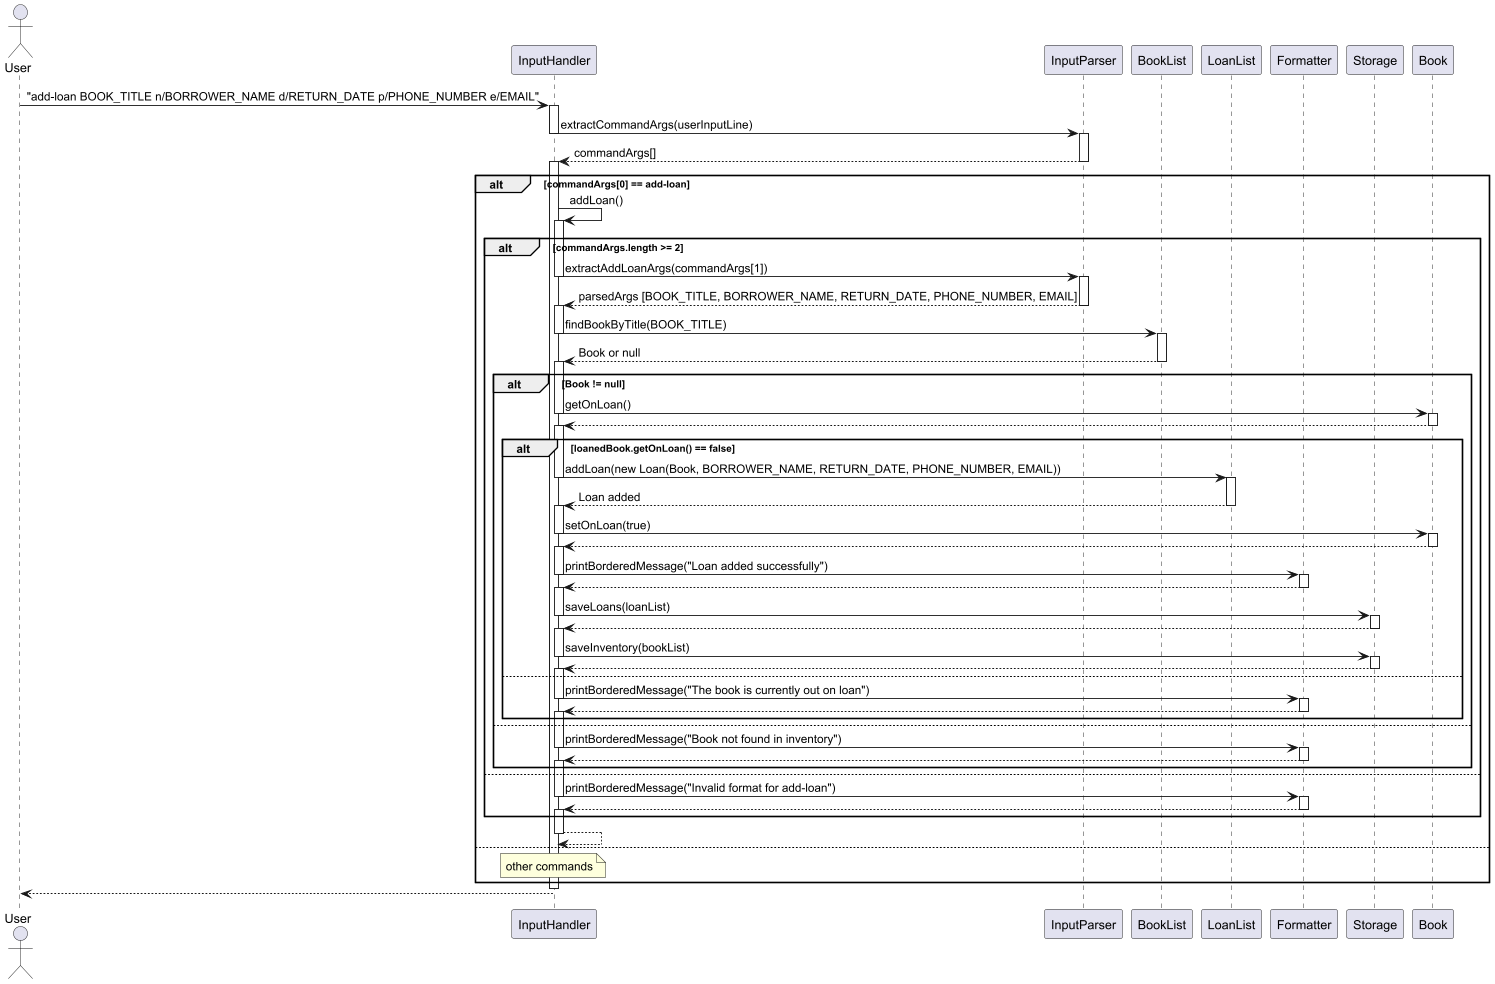 User
InputHandler
InputParser
BookList
LoanList
Formatter
Storage
Book
"add-loan BOOK_TITLE n/BORROWER_NAME d/RETURN_DATE p/PHONE_NUMBER e/EMAIL"
extractCommandArgs(userInputLine)
commandArgs[]
alt [commandArgs[0] == add-loan]
addLoan()
alt [commandArgs.length >= 2]
extractAddLoanArgs(commandArgs[1])
parsedArgs [BOOK_TITLE, BORROWER_NAME, RETURN_DATE, PHONE_NUMBER, EMAIL]
findBookByTitle(BOOK_TITLE)
Book or null
alt [Book != null]
getOnLoan()
alt [loanedBook.getOnLoan() == false]
addLoan(new Loan(Book, BORROWER_NAME, RETURN_DATE, PHONE_NUMBER, EMAIL))
Loan added
setOnLoan(true)
printBorderedMessage("Loan added successfully")
saveLoans(loanList)
saveInventory(bookList)
printBorderedMessage("The book is currently out on loan")
printBorderedMessage("Book not found in inventory")
printBorderedMessage("Invalid format for add-loan")
other commands
User
InputHandler
InputParser
BookList
LoanList
Formatter
Storage
Book